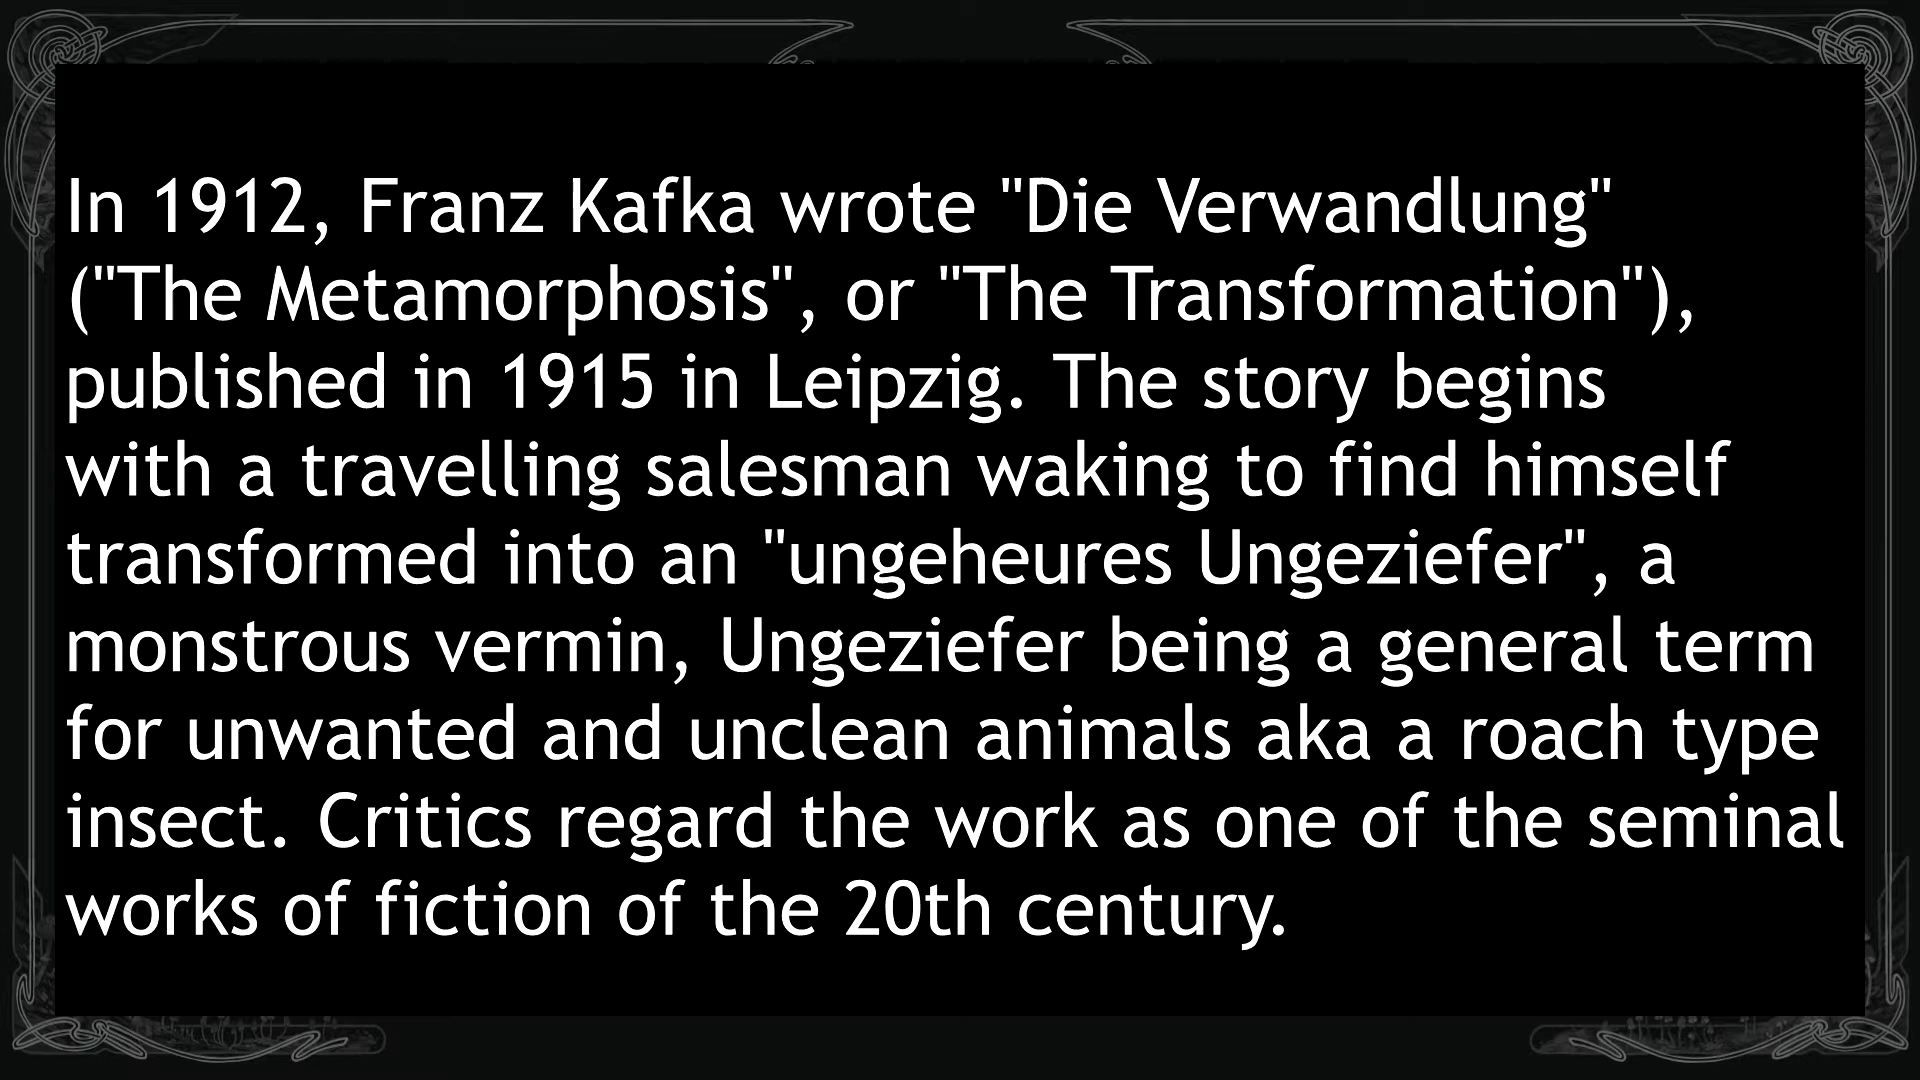 In 1912, Franz Kafka wrote "Die Verwandlung"
("The Metamorphosis", or "The Transformation"),
published in 1915 in Leipzig. The story begins
with a travelling salesman waking to find himself
transformed into an "ungeheures Ungeziefer", a
monstrous vermin, Ungeziefer being a general term
for unwanted and unclean animals aka a roach type
insect. Critics regard the work as one of the seminal
works of fiction of the 20th century.